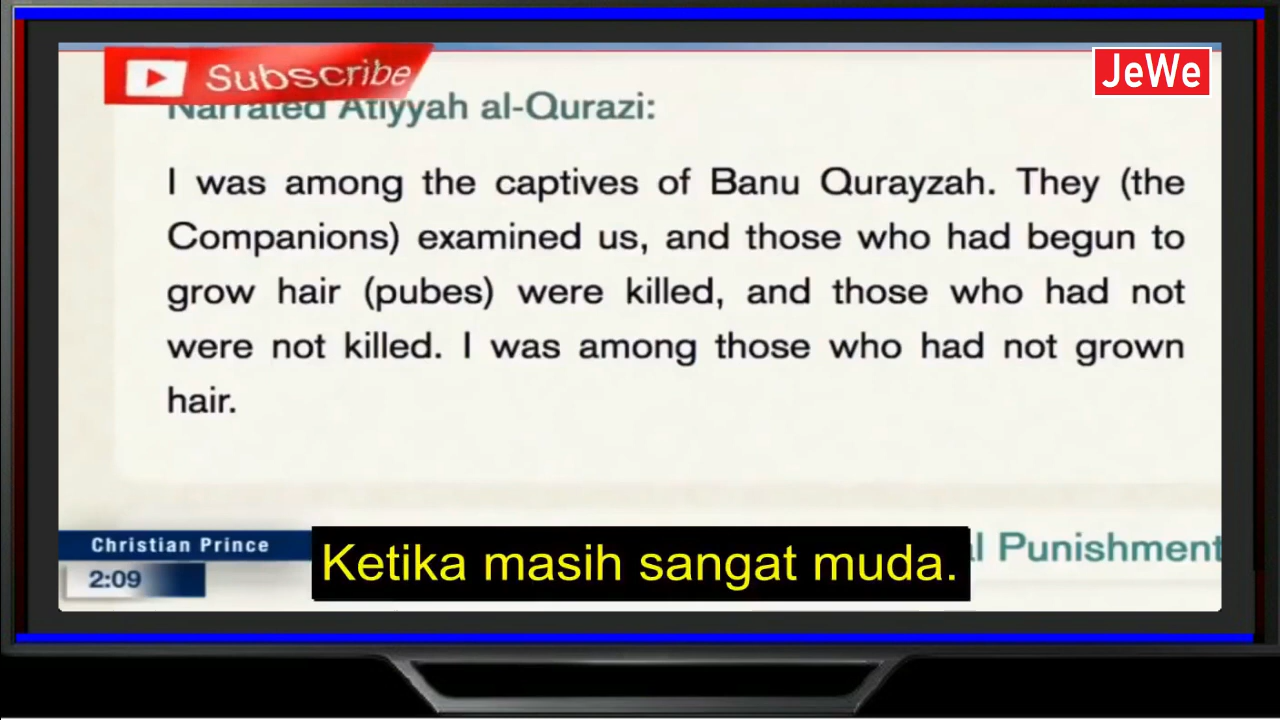 Subscribe
JeWe
Narrated Atiyyah al-Qurazi:
I was among the captives of Banu Qurayzah. They (the
Companions) examined us, and those who had begun to
grow hair (pubes) were killed, and those who had not
were not killed. I was among those who had not grown
hair.
Christian Prince
2:09
Ketika masih sangat muda.
Punishment